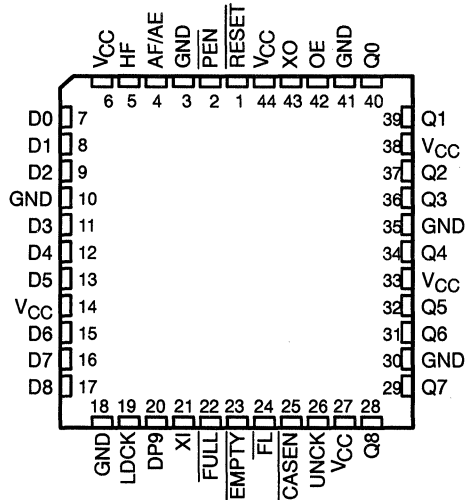 VCC HF AF/AE GND PEN RESET VCC XO OE GND Q0
6 5 4 3 2 1 44 43 42 41 40
D0 7 39 Q1
D1 8 38 VCC
D2 9 37 Q2
GND 10 36 Q3
D3 11 35 GND
D4 12 34 Q4
D5 13 33 VCC
VCC 14 32 Q5
D6 15 31 Q6
D7 16 30 GND
D8 17 29 Q7
18 19 20 21 22 23 24 25 26 27 28
GND LDCK DP9 XI FULL EMPTY FL CASEN UNCK VCC Q8